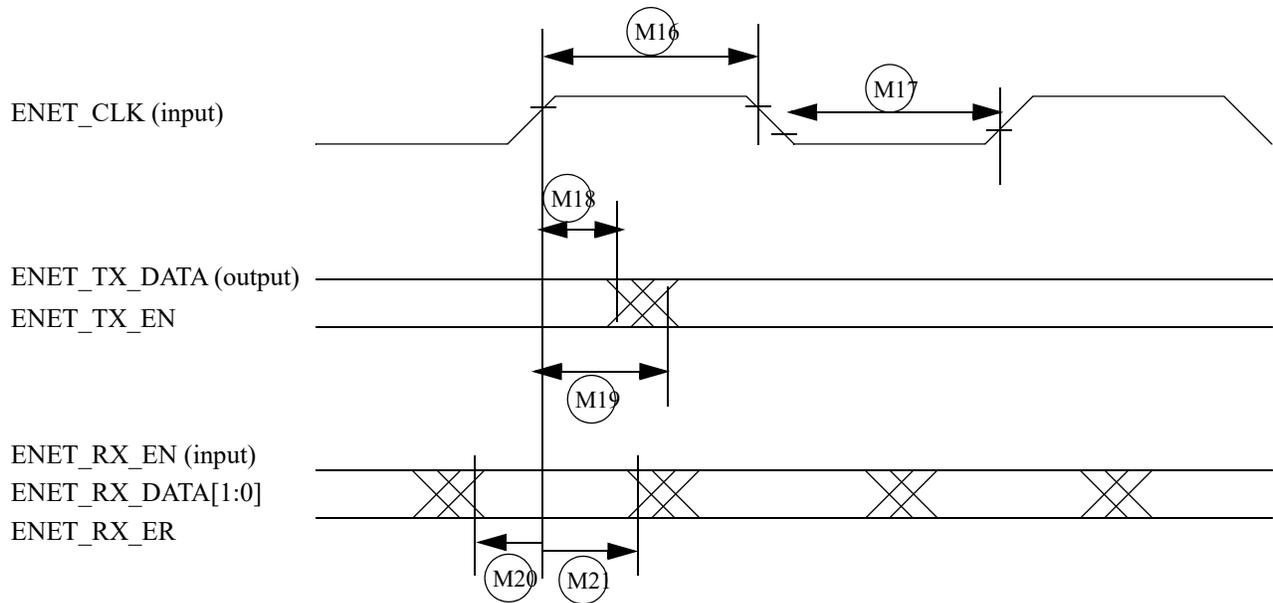 M16
M17
ENET_CLK (input)
M18
ENET_TX_DATA (output)
ENET_TX_EN
M19
ENET_RX_EN (input)
ENET_RX_DATA[1:0]
ENET_RX_ER
M20
M21